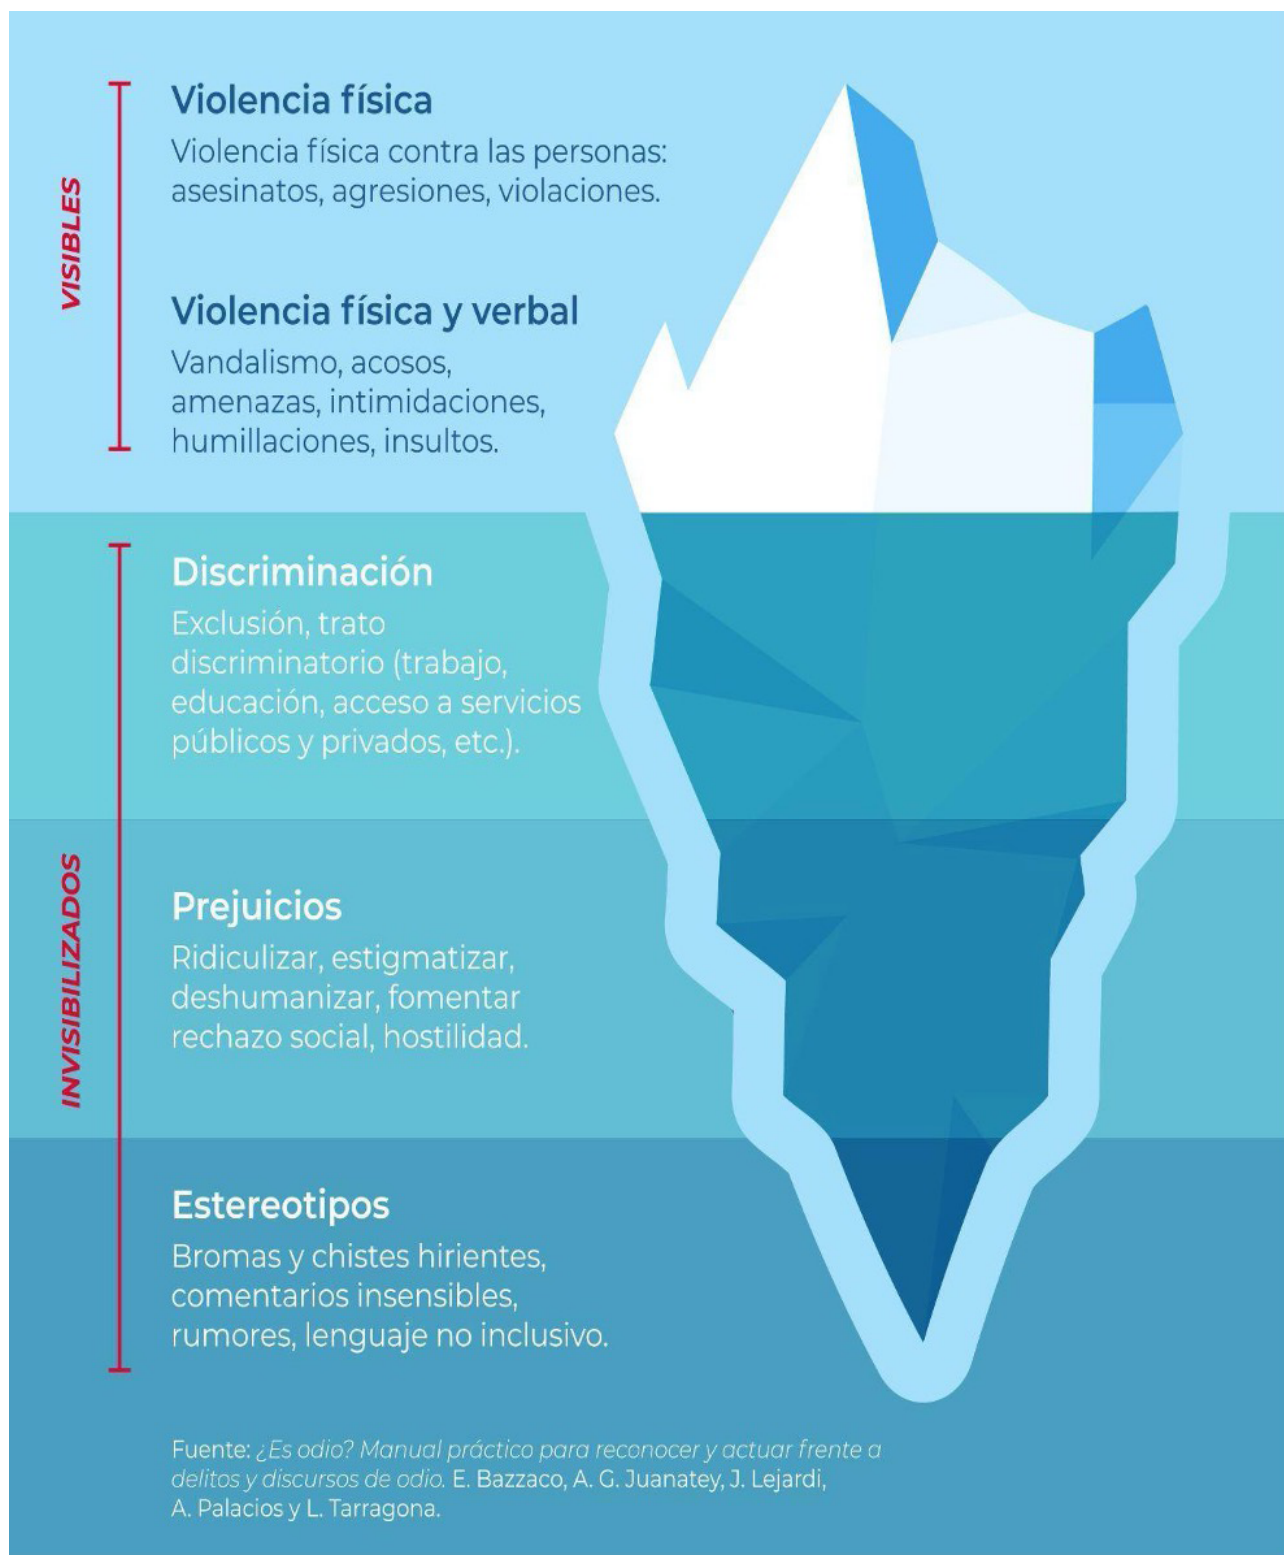 VISIBLES
Violencia física
Violencia física contra las personas:
asesinatos, agresiones, violaciones.
Violencia física y verbal
Vandalismo, acosos,
amenazas, intimidaciones,
humillaciones, insultos.
INVISIBILIZADOS
Discriminación
Exclusión, trato
discriminatorio (trabajo,
educación, acceso a servicios
públicos y privados, etc.).
Prejuicios
Ridiculizar, estigmatizar,
deshumanizar, fomentar
rechazo social, hostilidad.
Estereotipos
Bromas y chistes hirientes,
comentarios insensibles,
rumores, lenguaje no inclusivo.
Fuente: ¿Es odio? Manual práctico para reconocer y actuar frente a
delitos y discursos de odio. E. Bazzaco, A. G. Juanatey, J. Lejardi,
A. Palacios y L. Tarragona.